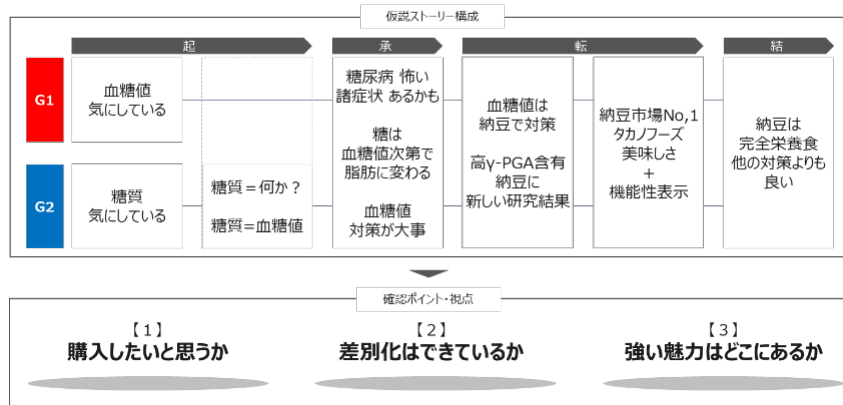 仮説ストーリー構成
起
承
転
結
G1
血糖値
気にしている
G2
糖質
気にしている
糖質＝何か？
糖質=血糖値
糖尿病 怖い
諸症状 あるかも
糖は
血糖値次第で
脂肪に変わる
血糖値
対策が大事
血糖値は
納豆で対策
高γ-PGA含有
納豆に
新しい研究結果
納豆市場No,1
タカノフーズ
美味しさ
+
機能性表示
納豆は
完全栄養食
他の対策よりも
良い
確認ポイント・視点
【1】
購入したいと思うか
【2】
差別化はできているか
【3】
強い魅力はどこにあるか